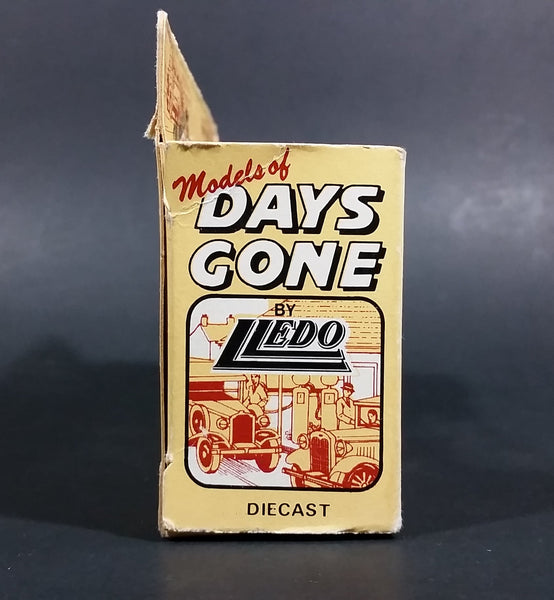 Models of
DAYS
GONE
BY
LLEDO
DIECAST